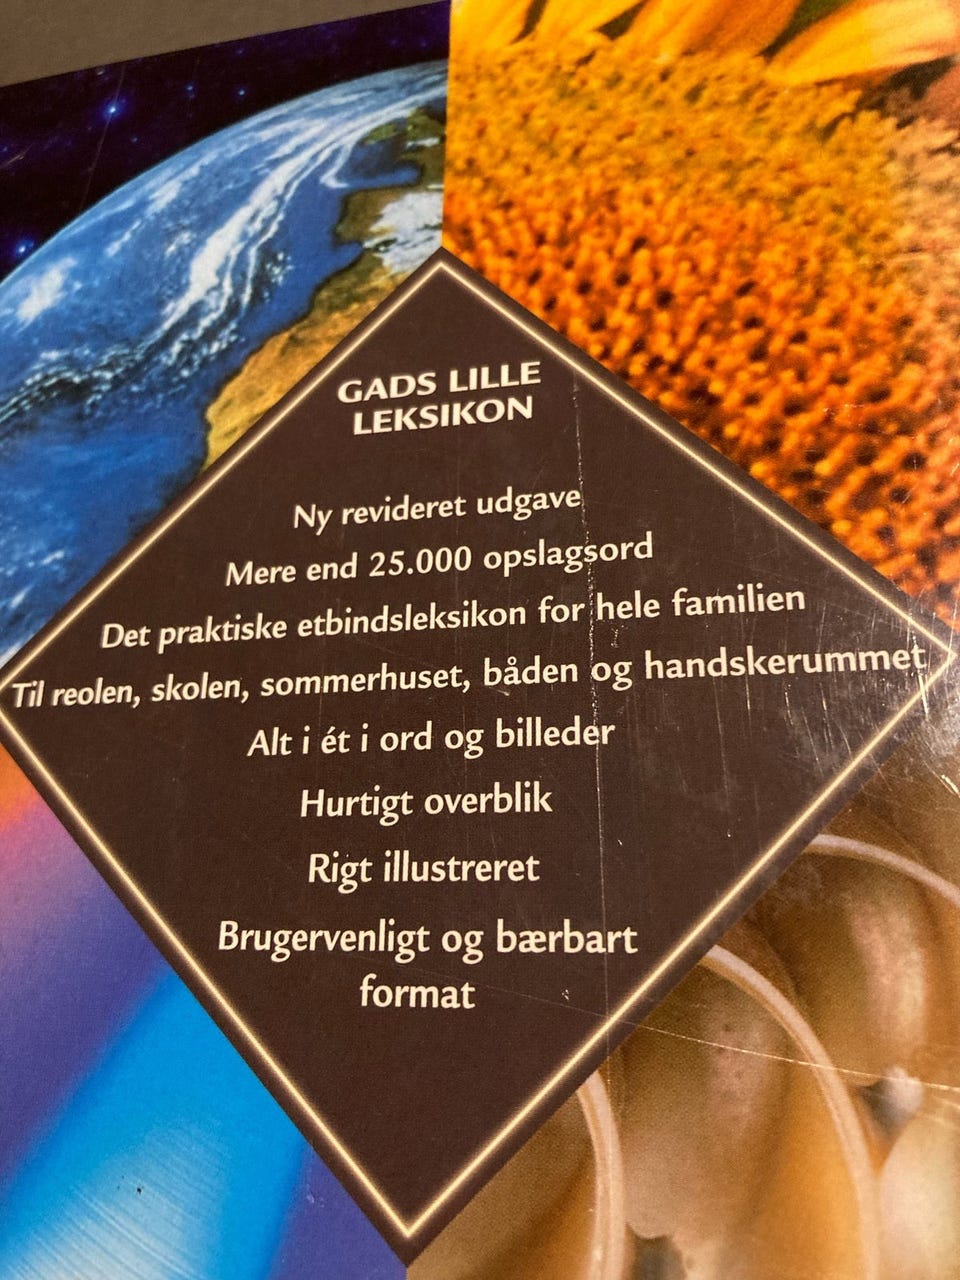 GADS LILLE
LEKSIKON
Ny revideret udgave
Mere end 25.000 opslagsord
Det praktiske etbindsleksikon for hele familien
Til reolen, skolen, sommerhuset, båden og handskerummet
Alt i ét i ord og billeder
Hurtigt overblik
Rigt illustreret
Brugervenligt og bærbart
format